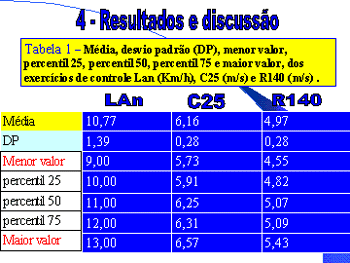 4 - Resultados e discussão
Tabela 1 – Média, desvio padrão (DP), menor valor,
percentil 25, percentil 50, percentil 75 e maior valor, dos
exercícios de controle Lan (Km/h), C25 (m/s) e R140 (m/s) .
LAn C25 R140
Média 10,77 6,16 4,97
DP 1,39 0,28 0,28
Menor valor 9,00 5,73 4,55
percentil 25 10,00 5,91 4,82
percentil 50 11,00 6,25 5,07
percentil 75 12,00 6,31 5,09
Maior valor 13,00 6,57 5,43